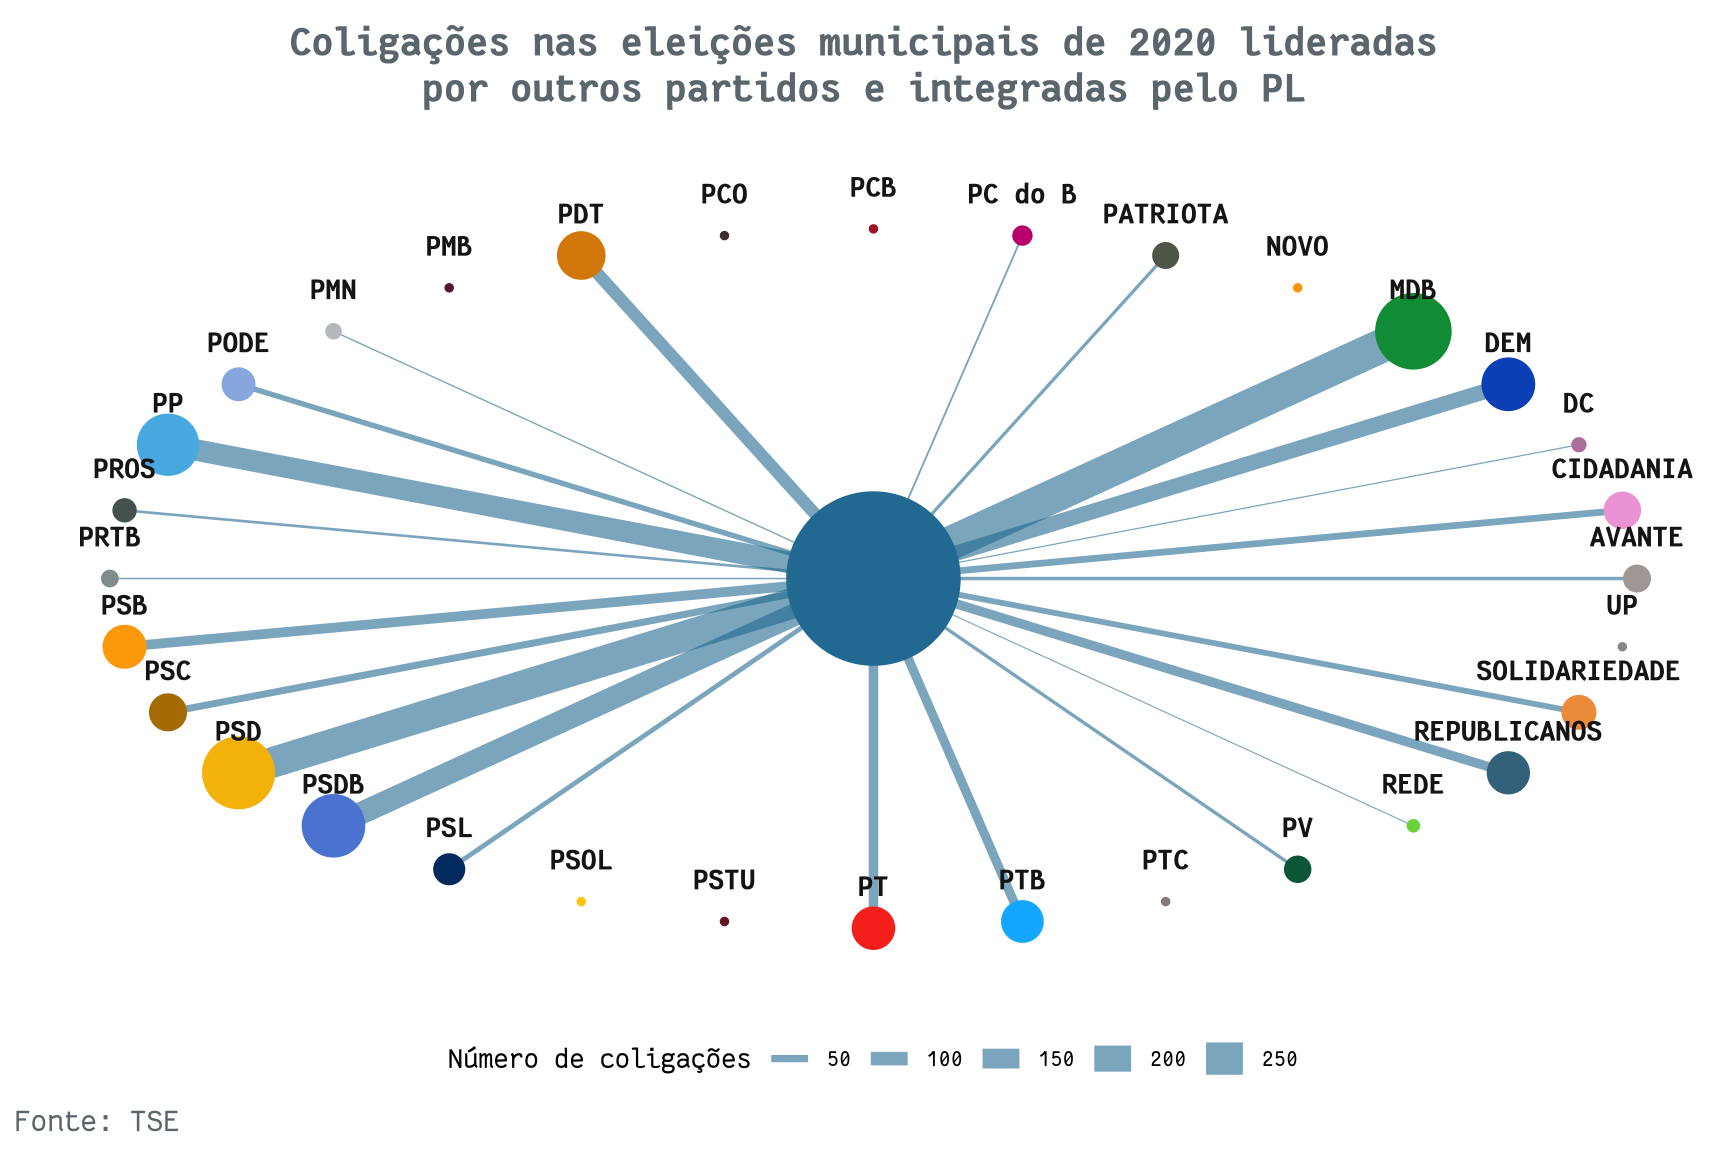 Coligações nas eleições municipais de 2020 lideradas
por outros partidos e integradas pelo PL
PCB
PCO
PC do B
PDT
PATRIOTA
PMB
NOVO
PMN
MDB
PODE
DEM
PP
DC
PROS
CIDADANIA
PRTB
AVANTE
PSB
UP
PSC
SOLIDARIEDADE
PSD
REPUBLICANOS
PSDB
REDE
PSL
PV
PSOL
PTC
PSTU
PTB
PT
Número de coligações 50 100 150 200 250
Fonte: TSE